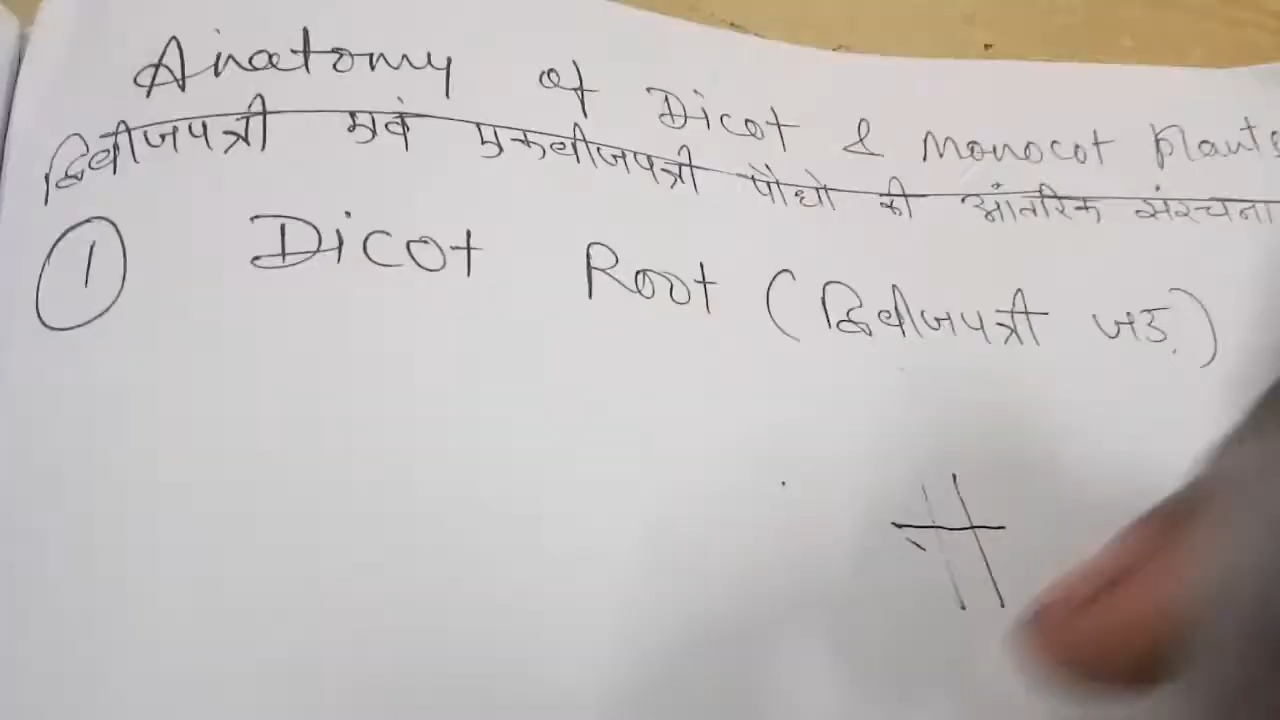 Anatomy of Dicot & Monocot plants
द्विबीजपत्री एवं एकबीजपत्री पौधों की आंतरिक संरचना
1 Dicot Root (द्विबीजपत्री जड़)